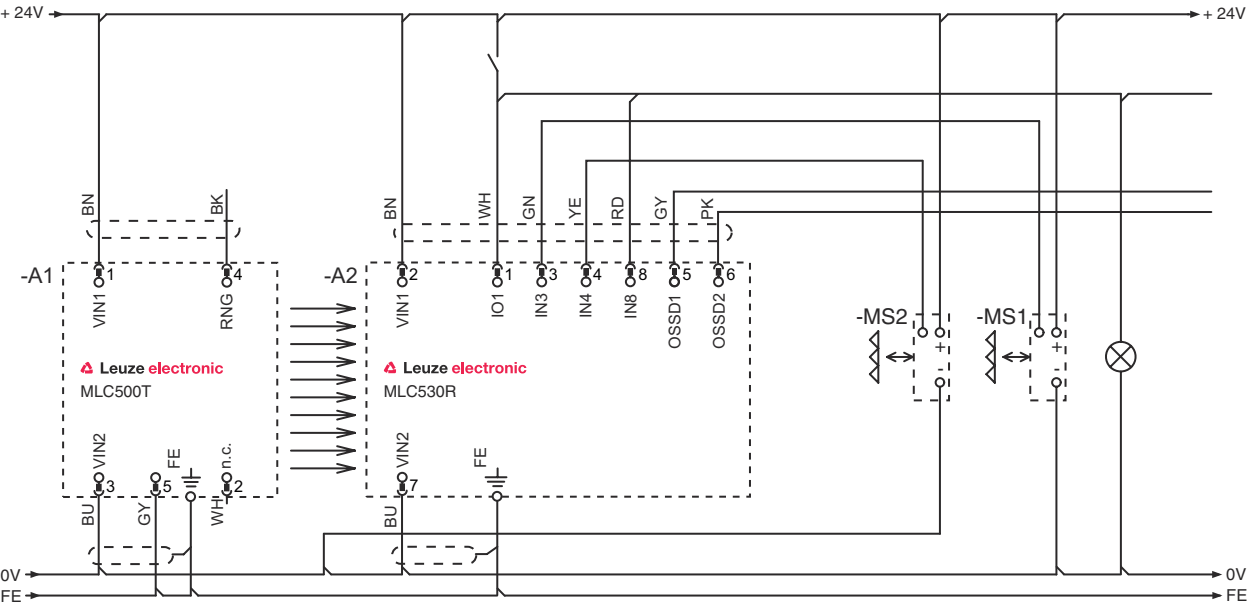 + 24V + 24V
BN BK BN WH GN YE RD GY PK
-A1 1 4 -A2 2 1 3 4 8 5 6
VIN1 RNG VIN1 IO1 IN3 IN4 IN8 OSSD1 OSSD2
-MS2 + - -MS1 + -
Leuze electronic Leuze electronic
MLC500T MLC530R
VIN2 FE n.c. VIN2 FE
3 5 2 7
BU GY WH BU
0V 0V
FE FE